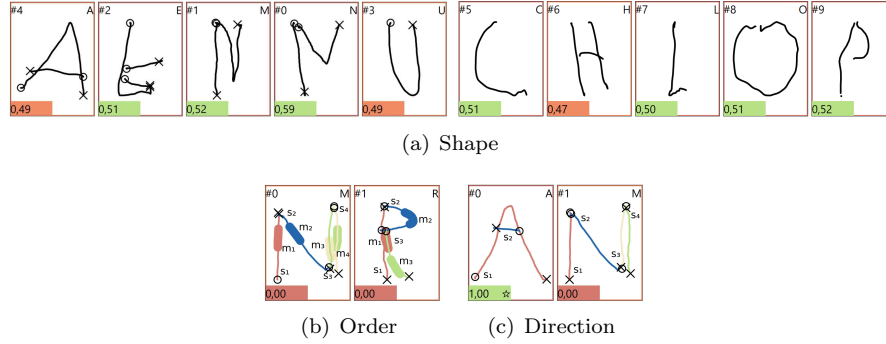 #4 A #2 E #1 M #0 N #3 U #5 C #6 H #7 L #8 O #9 P
0,49 0,51 0,52 0,59 0,49 0,51 0,47 0,50 0,51 0,52
(a) Shape
#0 M #1 R #0 A #1 M
s₂ s₄ s₂ s₂
m₂ m₂
m₁ m₃ m₄ m₁ s₃ s₂
m₃
s₁ s₃ s₁ s₁ s₁ s₃
0,00 0,00 1,00 ☆ 0,00
(b) Order (c) Direction